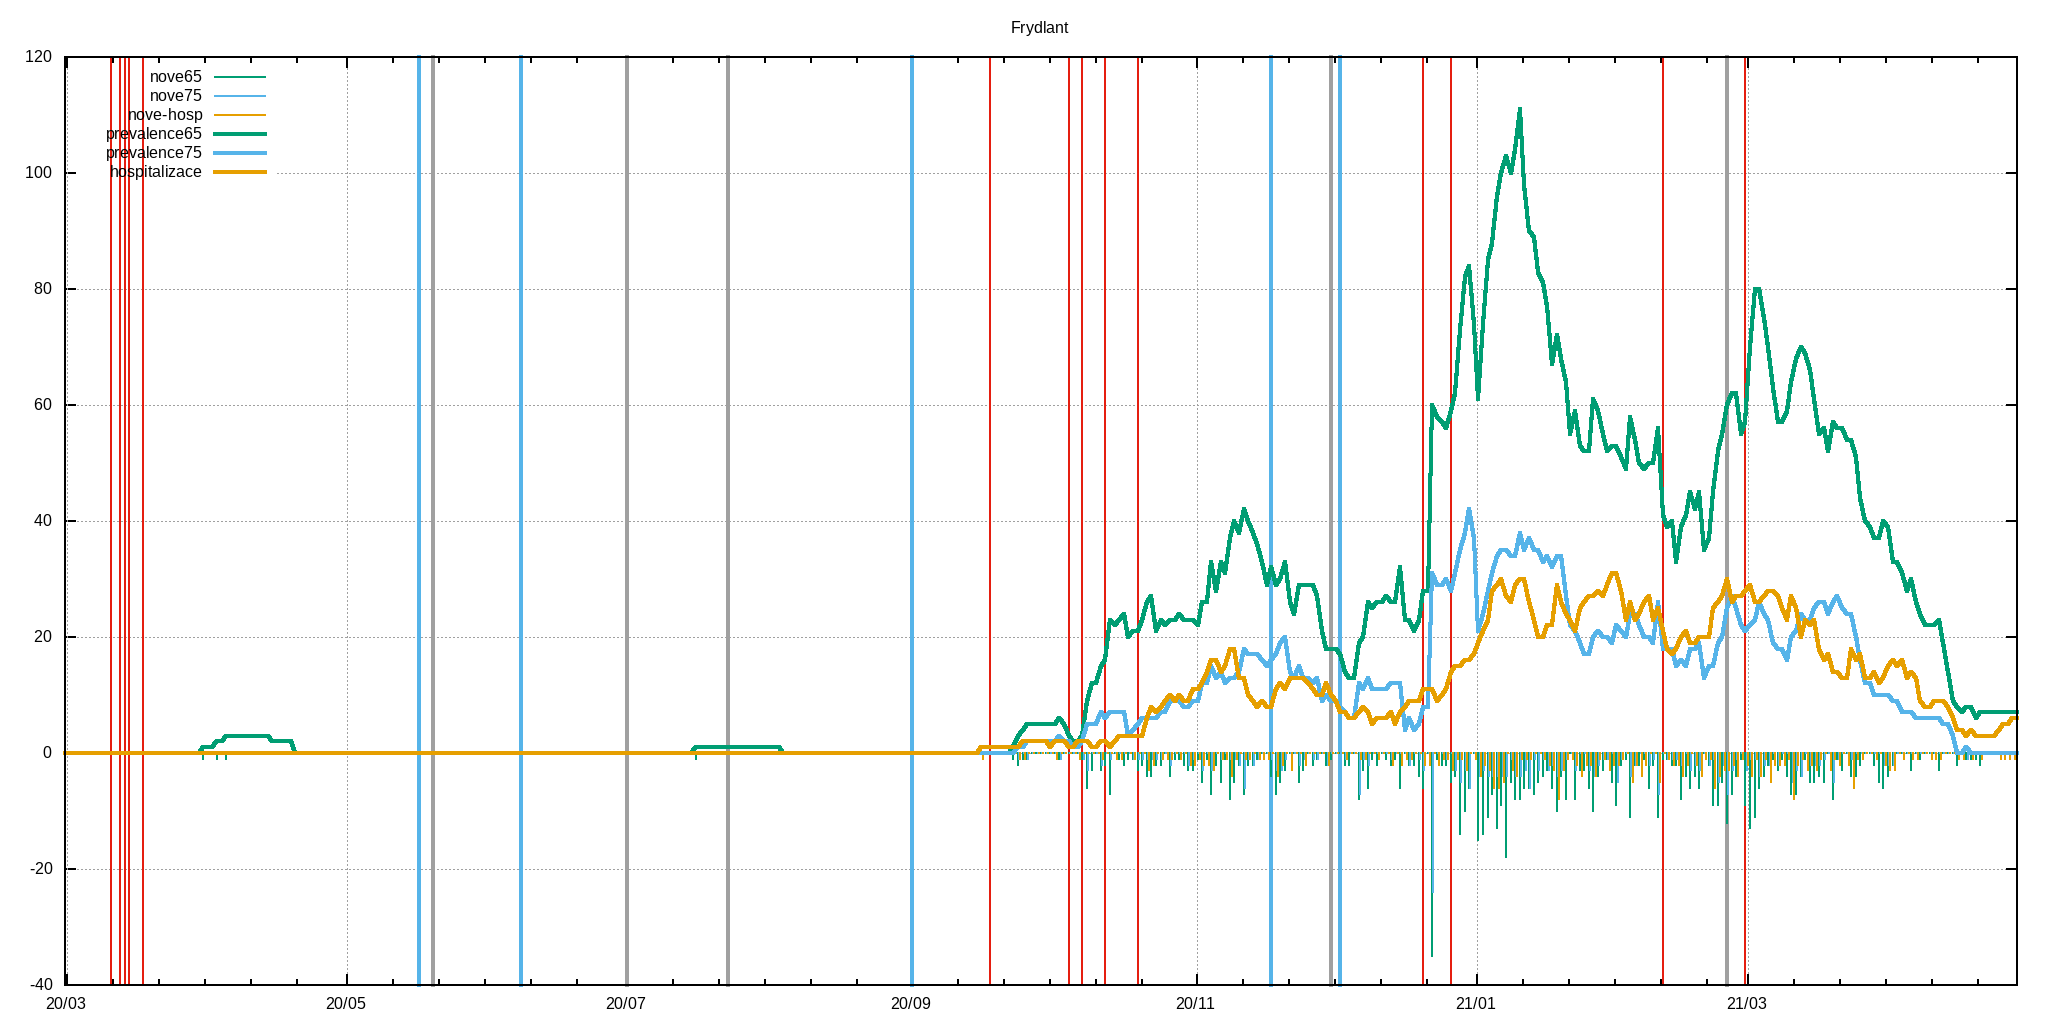 Frydlant
120
100
80
60
40
20
0
-20
-40
nove65
nove75
nove-hosp
prevalence65
prevalence75
hospitalizace
20/03 20/05 20/07 20/09 20/11 21/01 21/03